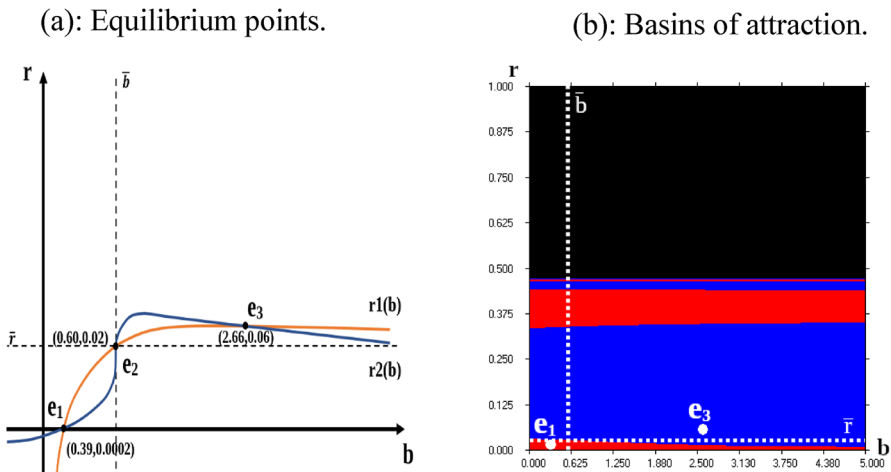 (a): Equilibrium points.
(b): Basins of attraction.
r
b̄
r1(b)
e3
(0.60,0.02)
(2.66,0.06)
r̄
e2
r2(b)
e1
(0.39,0.0002)
b
r
1.000
b̄
0.875
0.750
0.625
0.500
0.375
0.250
0.125
e1
e3
r̄
0.000
b
0.000 0.625 1.250 1.880 2.500 3.130 3.750 4.380 5.000